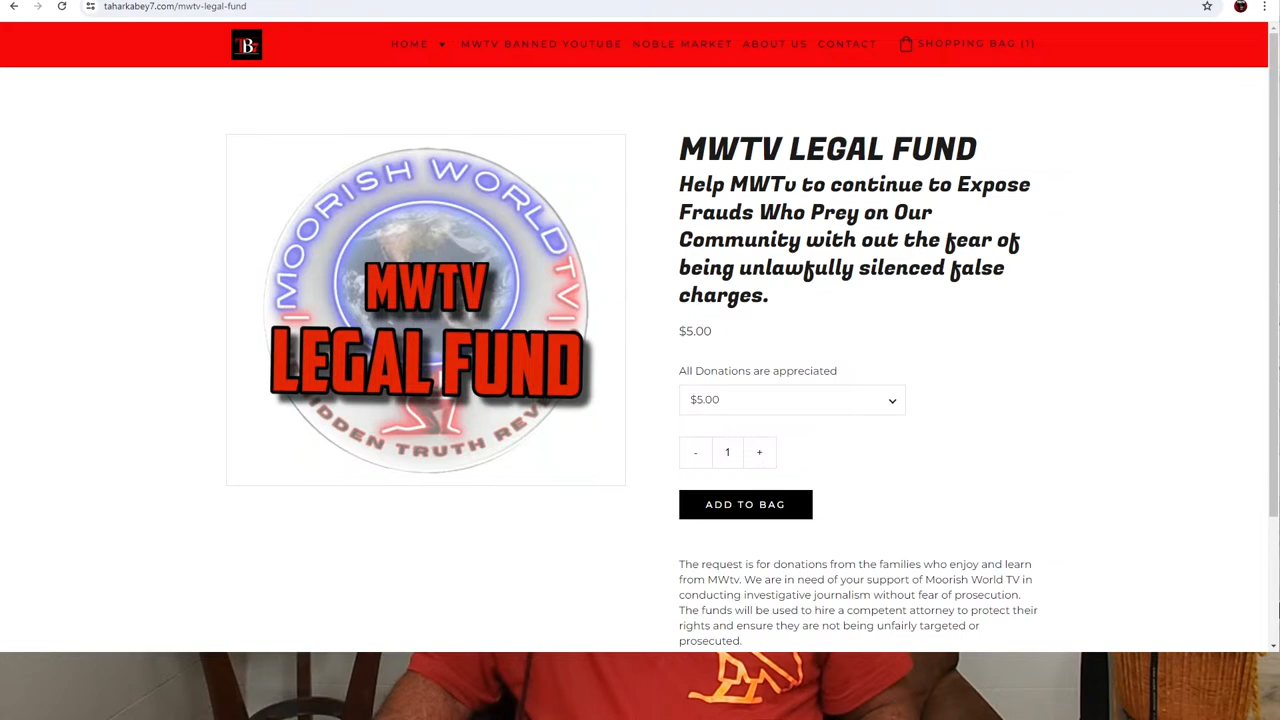 taharkabey7.com/mwtv-legal-fund
TB7
HOME
MWTV BANNED YOUTUBE
NOBLE MARKET
ABOUT US
CONTACT
SHOPPING BAG (1)
MOORISH WORLDTV
MWTV
LEGAL FUND
IDDEN TRUTH REVE
MWTV LEGAL FUND
Help MWTv to continue to Expose
Frauds Who Prey on Our
Community with out the fear of
being unlawfully silenced false
charges.
$5.00
All Donations are appreciated
$5.00
- 1 +
ADD TO BAG
The request is for donations from the families who enjoy and learn
from MWtv. We are in need of your support of Moorish World TV in
conducting investigative journalism without fear of prosecution.
The funds will be used to hire a competent attorney to protect their
rights and ensure they are not being unfairly targeted or
prosecuted.